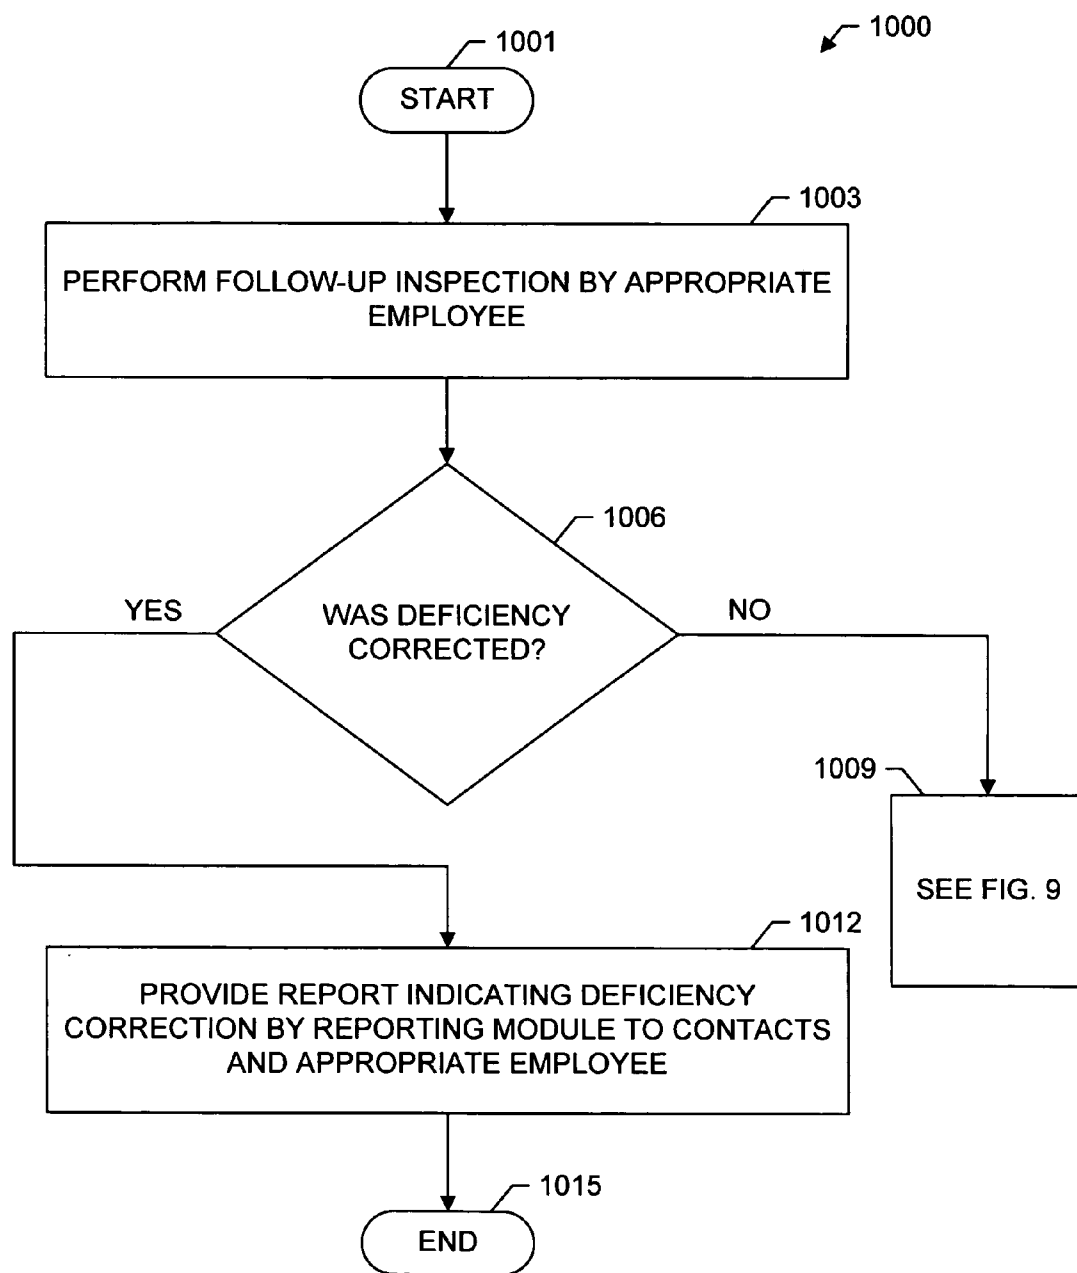 1000
1001
START
1003
PERFORM FOLLOW-UP INSPECTION BY APPROPRIATE
EMPLOYEE
1006
YES
WAS DEFICIENCY
CORRECTED?
NO
1009
SEE FIG. 9
1012
PROVIDE REPORT INDICATING DEFICIENCY
CORRECTION BY REPORTING MODULE TO CONTACTS
AND APPROPRIATE EMPLOYEE
1015
END